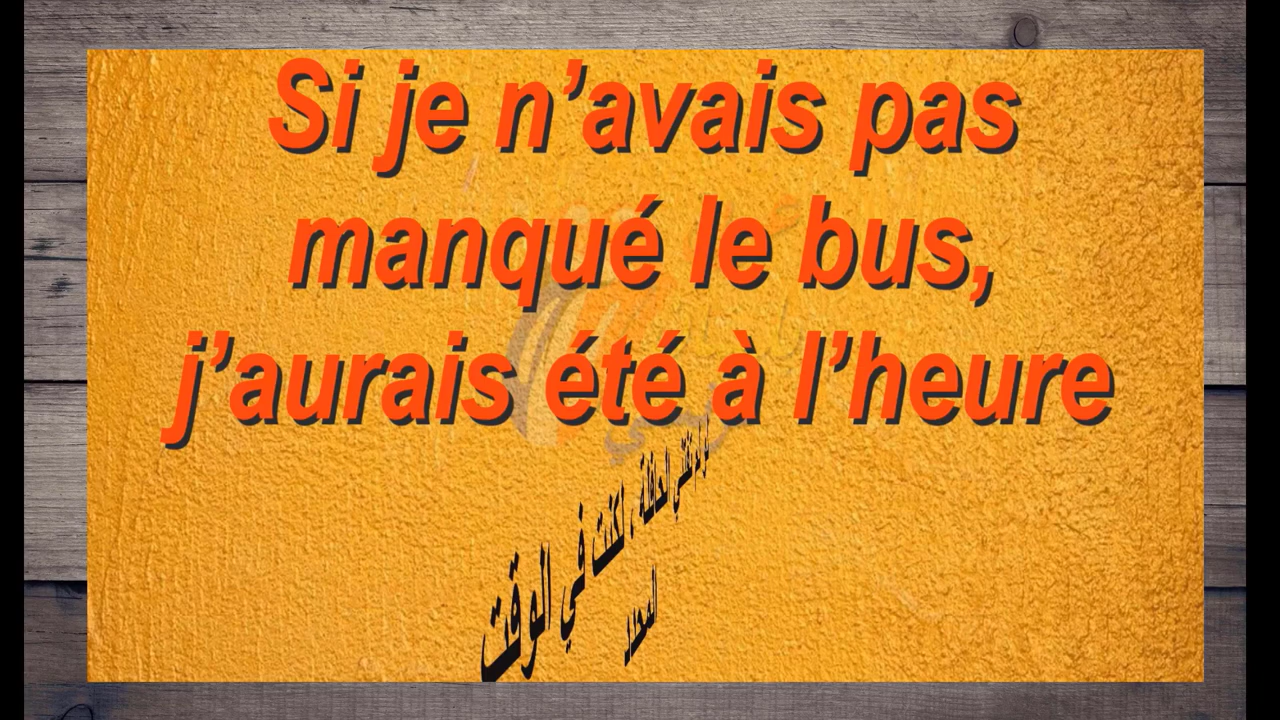 Si je n’avais pas
manqué le bus,
j’aurais été à l’heure
لو لم تفتني الحافلة ، لكنت في الوقت
المحدد